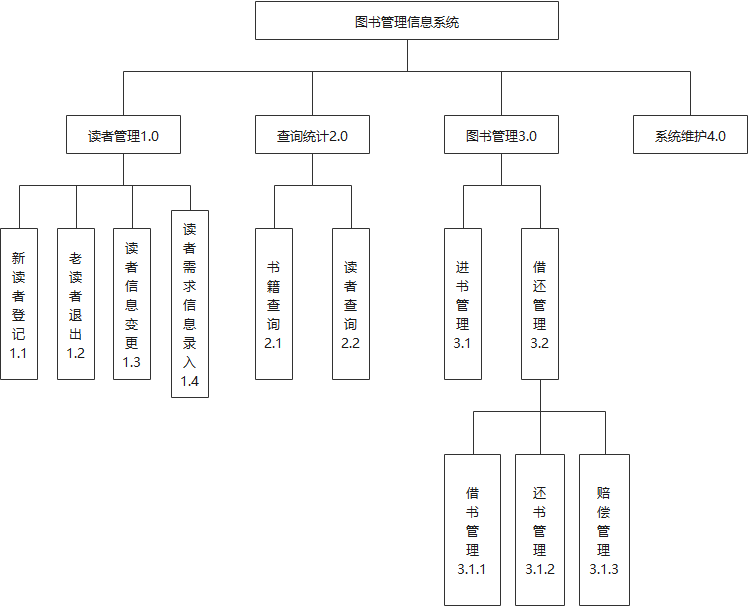 图书管理信息系统
读者管理1.0
查询统计2.0
图书管理3.0
系统维护4.0
新读者登记1.1
老读者退出1.2
读者信息变更1.3
读者需求信息录入1.4
书籍查询2.1
读者查询2.2
进书管理3.1
借还管理3.2
借书管理3.1.1
还书管理3.1.2
赔偿管理3.1.3